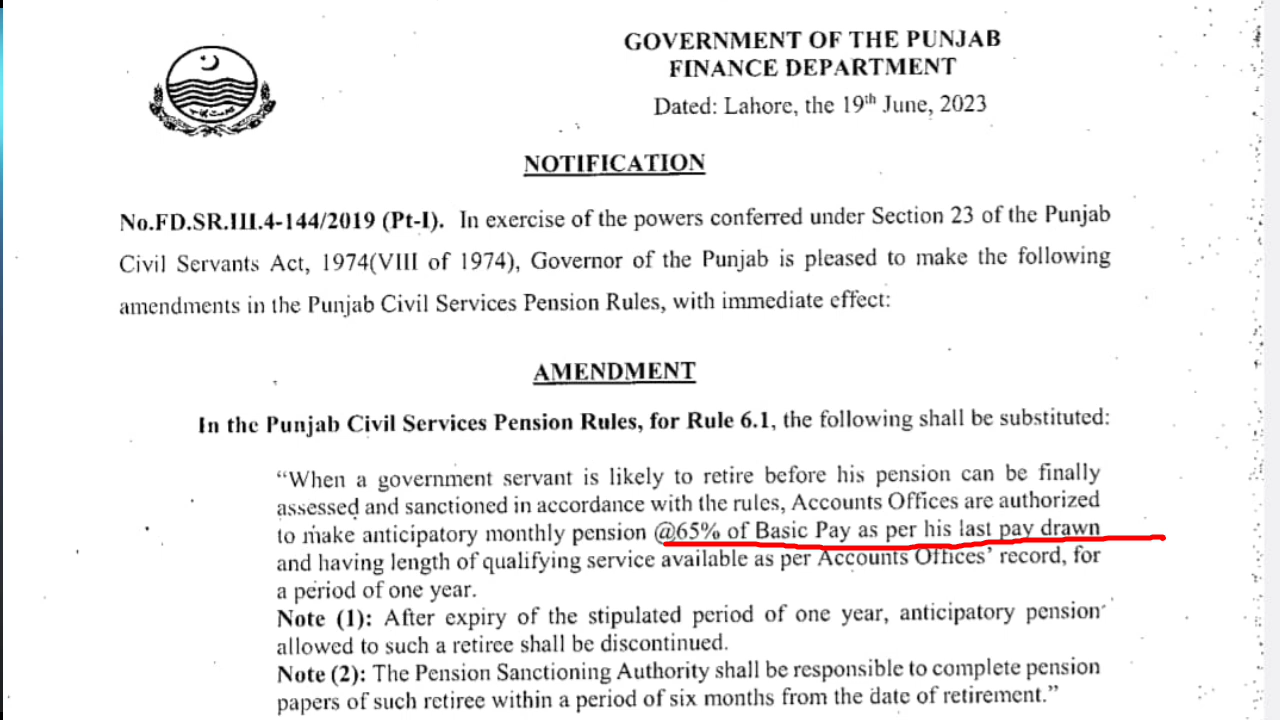 GOVERNMENT OF THE PUNJAB
FINANCE DEPARTMENT
Dated: Lahore, the 19th June, 2023
NOTIFICATION
No.FD.SR.III.4-144/2019 (Pt-I). In exercise of the powers conferred under Section 23 of the Punjab
Civil Servants Act, 1974(VIII of 1974), Governor of the Punjab is pleased to make the following
amendments in the Punjab Civil Services Pension Rules, with immediate effect:
AMENDMENT
In the Punjab Civil Services Pension Rules, for Rule 6.1, the following shall be substituted:
“When a government servant is likely to retire before his pension can be finally
assessed and sanctioned in accordance with the rules, Accounts Offices are authorized
to make anticipatory monthly pension @65% of Basic Pay as per his last pay drawn
and having length of qualifying service available as per Accounts Offices’ record, for
a period of one year.
Note (1): After expiry of the stipulated period of one year, anticipatory pension
allowed to such a retiree shall be discontinued.
Note (2): The Pension Sanctioning Authority shall be responsible to complete pension
papers of such retiree within a period of six months from the date of retirement.”